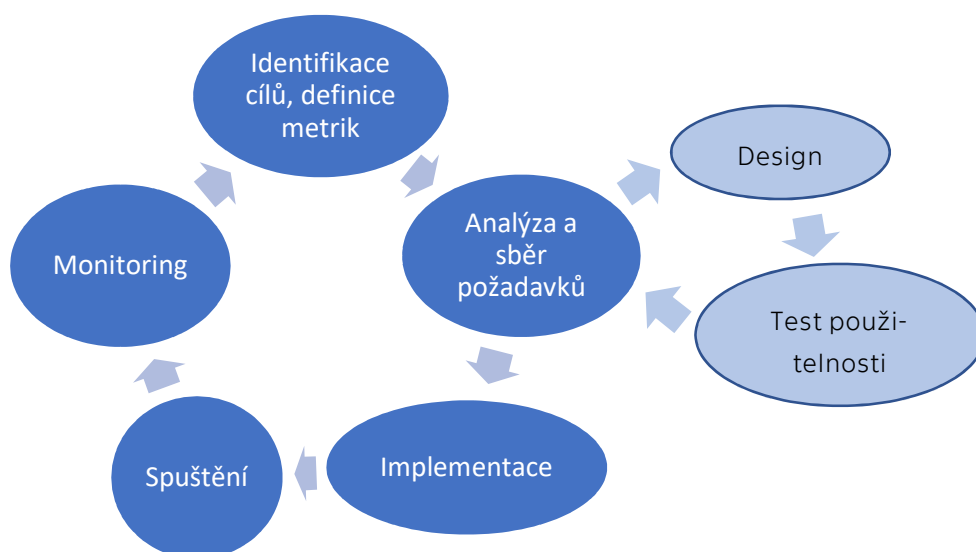 Identifikace
cílů, definice
metrik
Design
Analýza a
sběr
požadavků
Monitoring
Test použi-
telnosti
Implementace
Spuštění